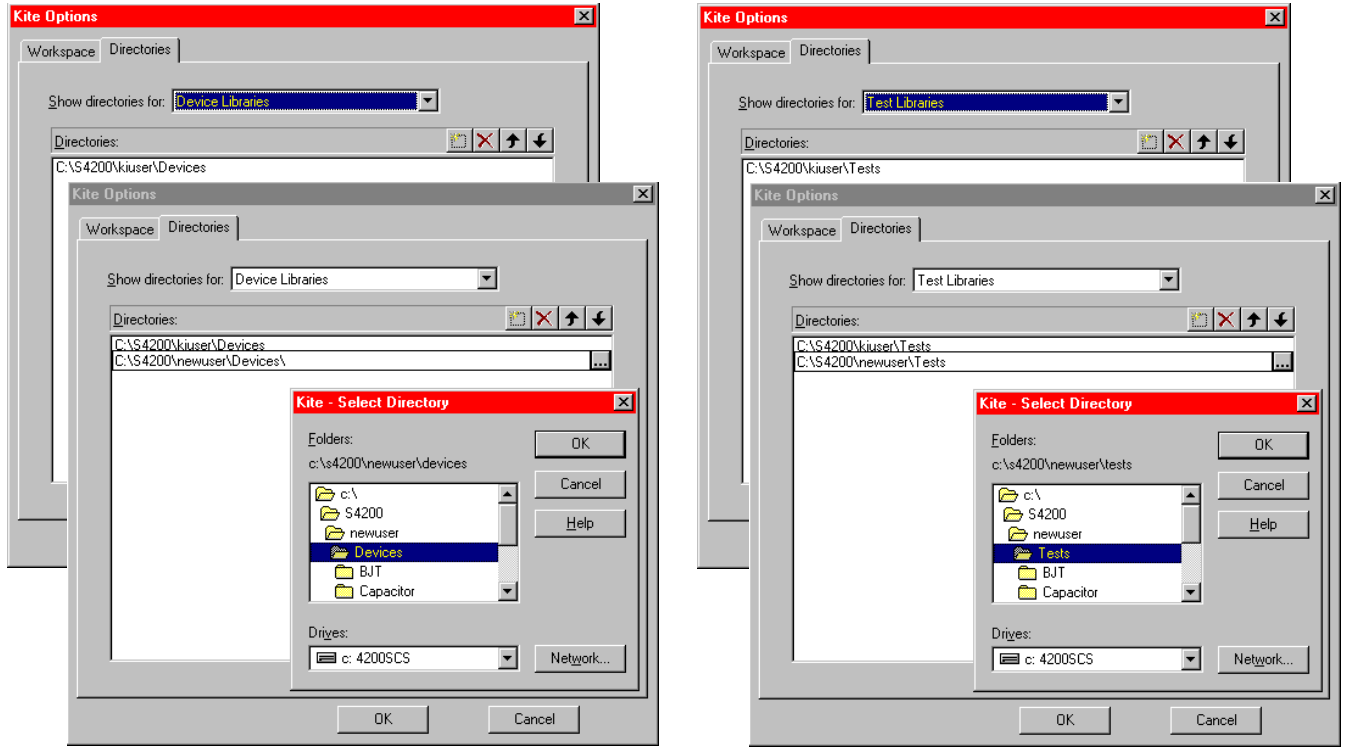 Kite Options
Workspace Directories
Show directories for: Device Libraries
Directories:
C:\S4200\kiuser\Devices
Kite Options
Workspace Directories
Show directories for: Device Libraries
Directories:
C:\S4200\kiuser\Devices
C:\S4200\newuser\Devices\
...
Kite - Select Directory
Folders:
OK
c:\s4200\newuser\devices
Cancel
c:\
S4200
Help
newuser
Devices
BJT
Capacitor
Drives:
c: 4200SCS
Network...
OK Cancel
Kite Options
Workspace Directories
Show directories for: Test Libraries
Directories:
C:\S4200\kiuser\Tests
Kite Options
Workspace Directories
Show directories for: Test Libraries
Directories:
C:\S4200\kiuser\Tests
C:\S4200\newuser\Tests
...
Kite - Select Directory
Folders:
OK
c:\s4200\newuser\tests
Cancel
c:\
S4200
Help
newuser
Tests
BJT
Capacitor
Drives:
c: 4200SCS
Network...
OK Cancel